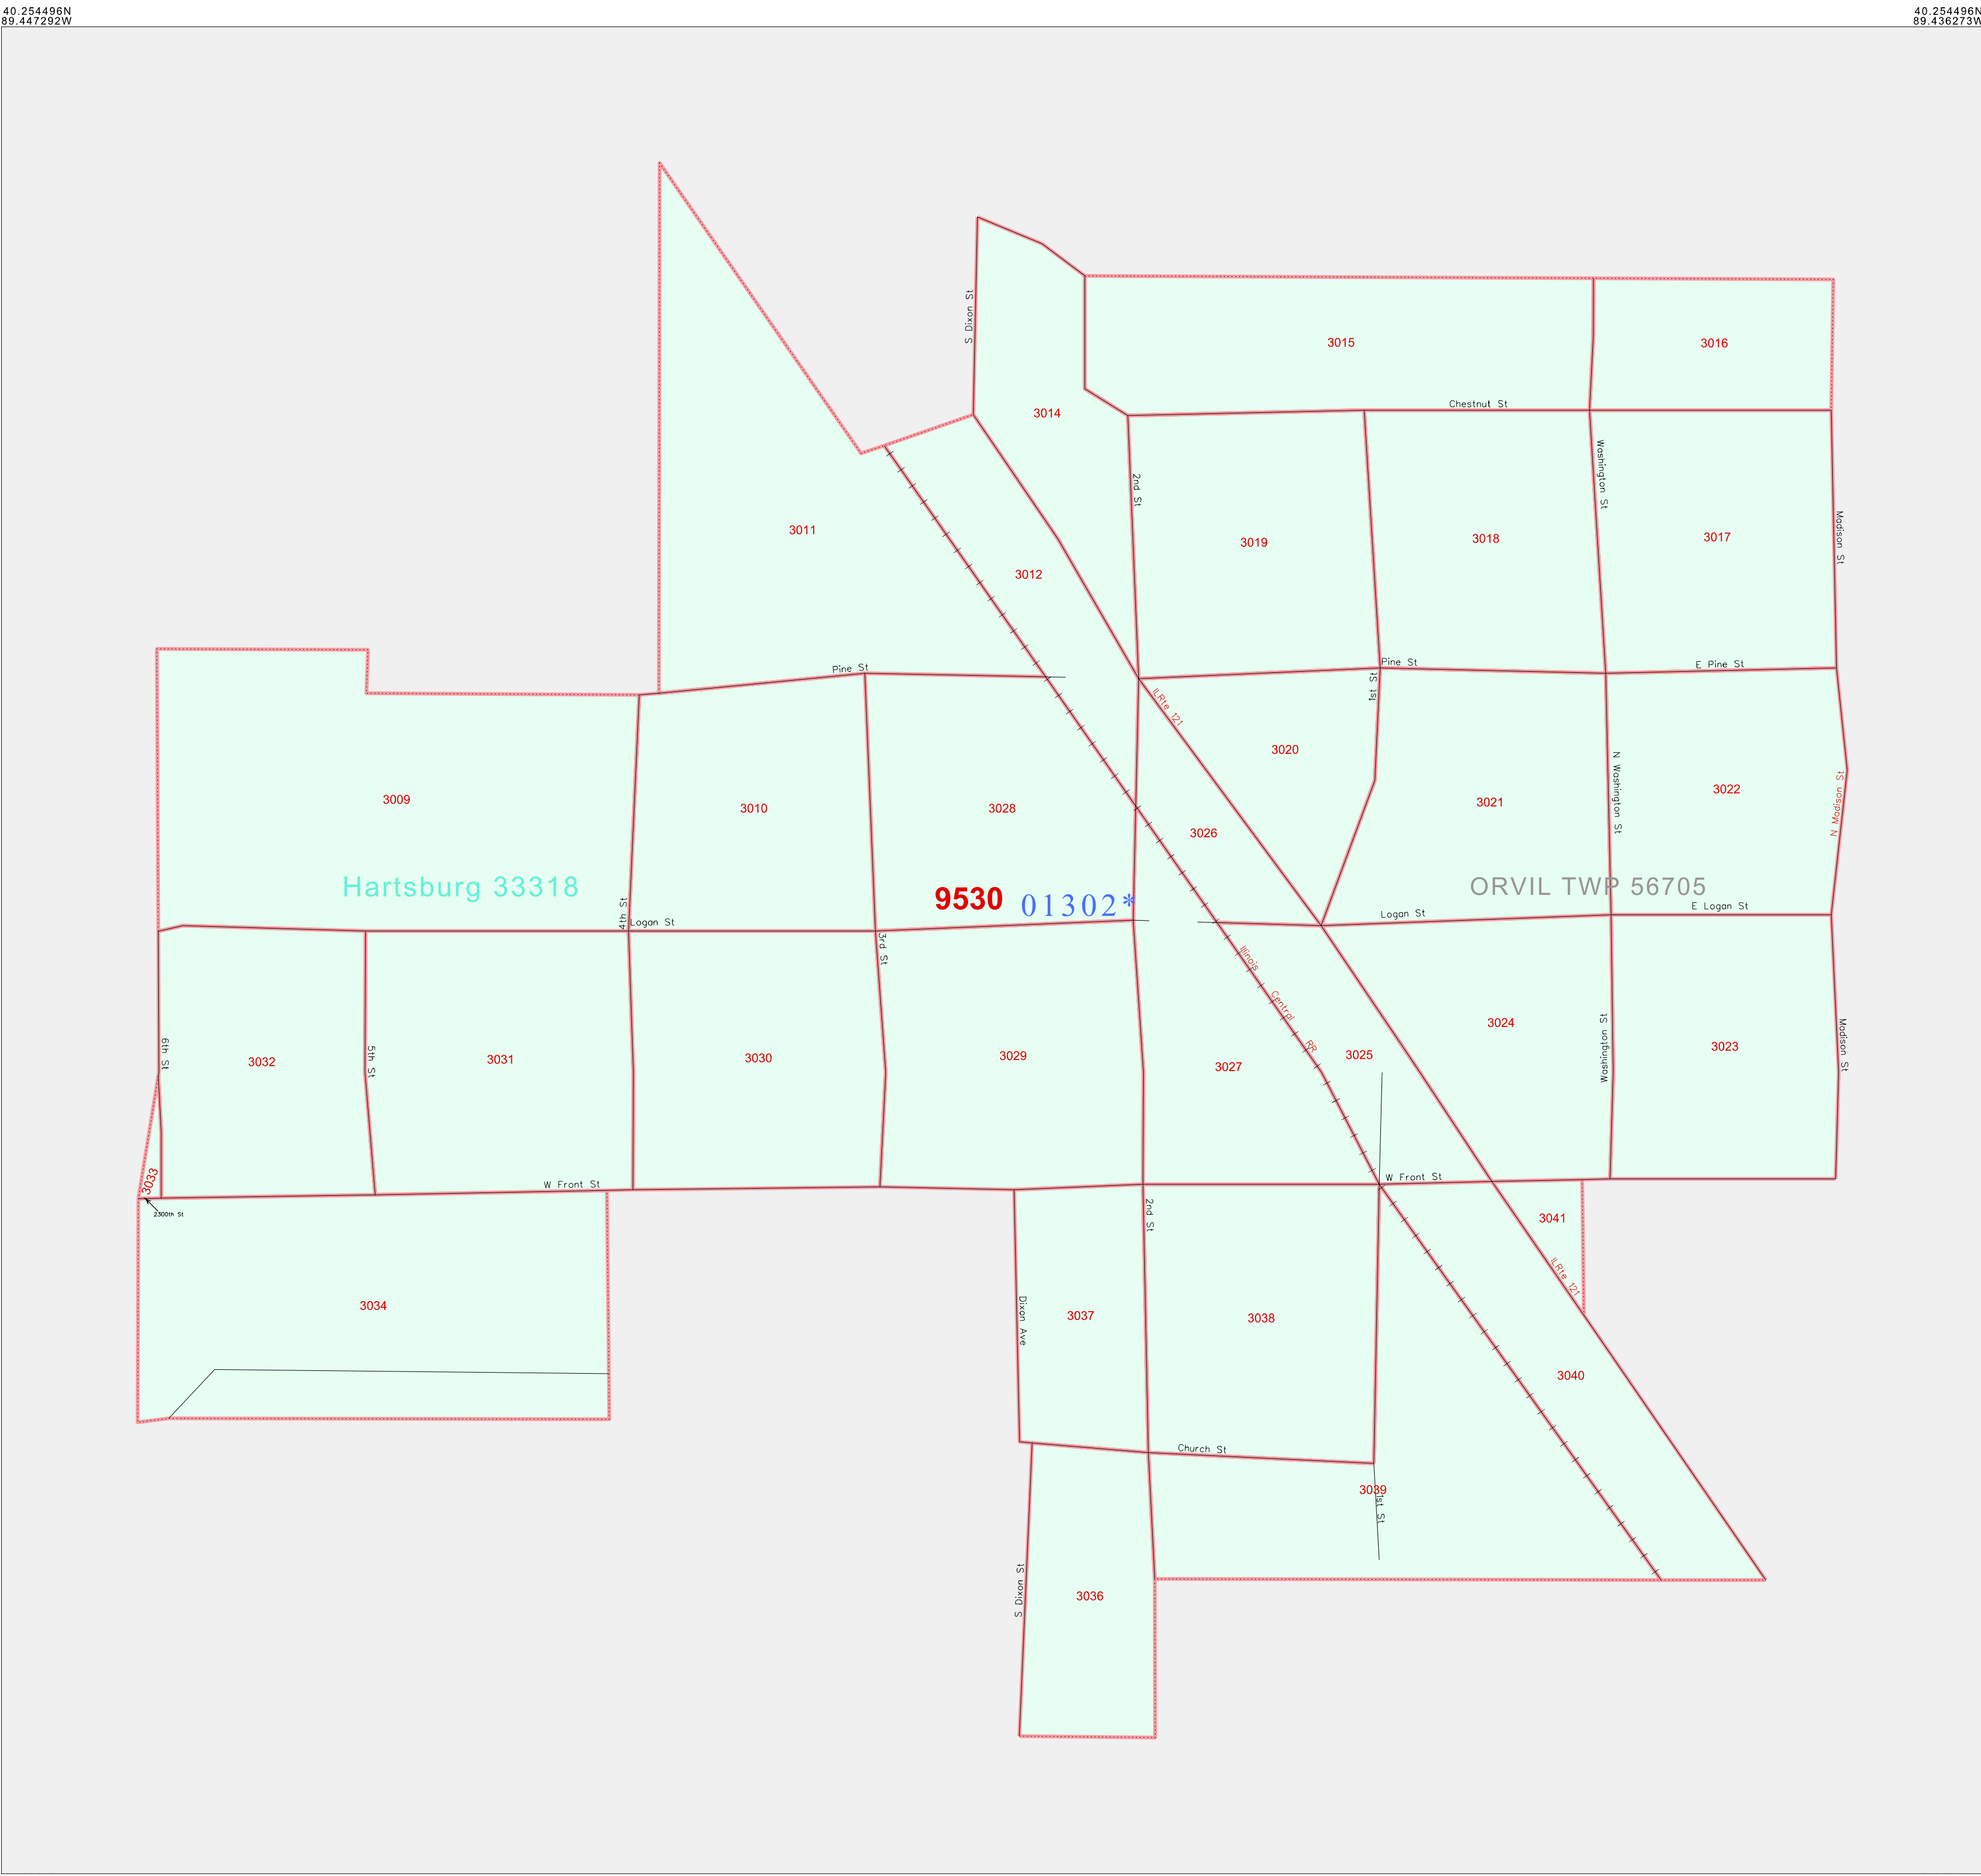 40.254496N
89.447292W
40.254496N
89.436273W
S Dixon St
3015
3016
3014
Chestnut St
Washington St
2nd St
3011
3019
3018
3017
Madison St
3012
Pine St
Pine St
E Pine St
1st St
ILRte 121
3020
3009
3010
3028
3026
3021
N Washington St
3022
N Madison St
Hartsburg 33318
9530
01302*
ORVIL TWP 56705
4th St
Logan St
Logan St
E Logan St
3rd St
Illinois Central RR
6th St
3032
5th St
3031
3030
3029
3027
3025
3024
Washington St
3023
Madison St
3033
2300th St
W Front St
W Front St
2nd St
3041
ILRte 121
3034
Dixon Ave
3037
3038
3040
Church St
3039
1st St
S Dixon St
3036